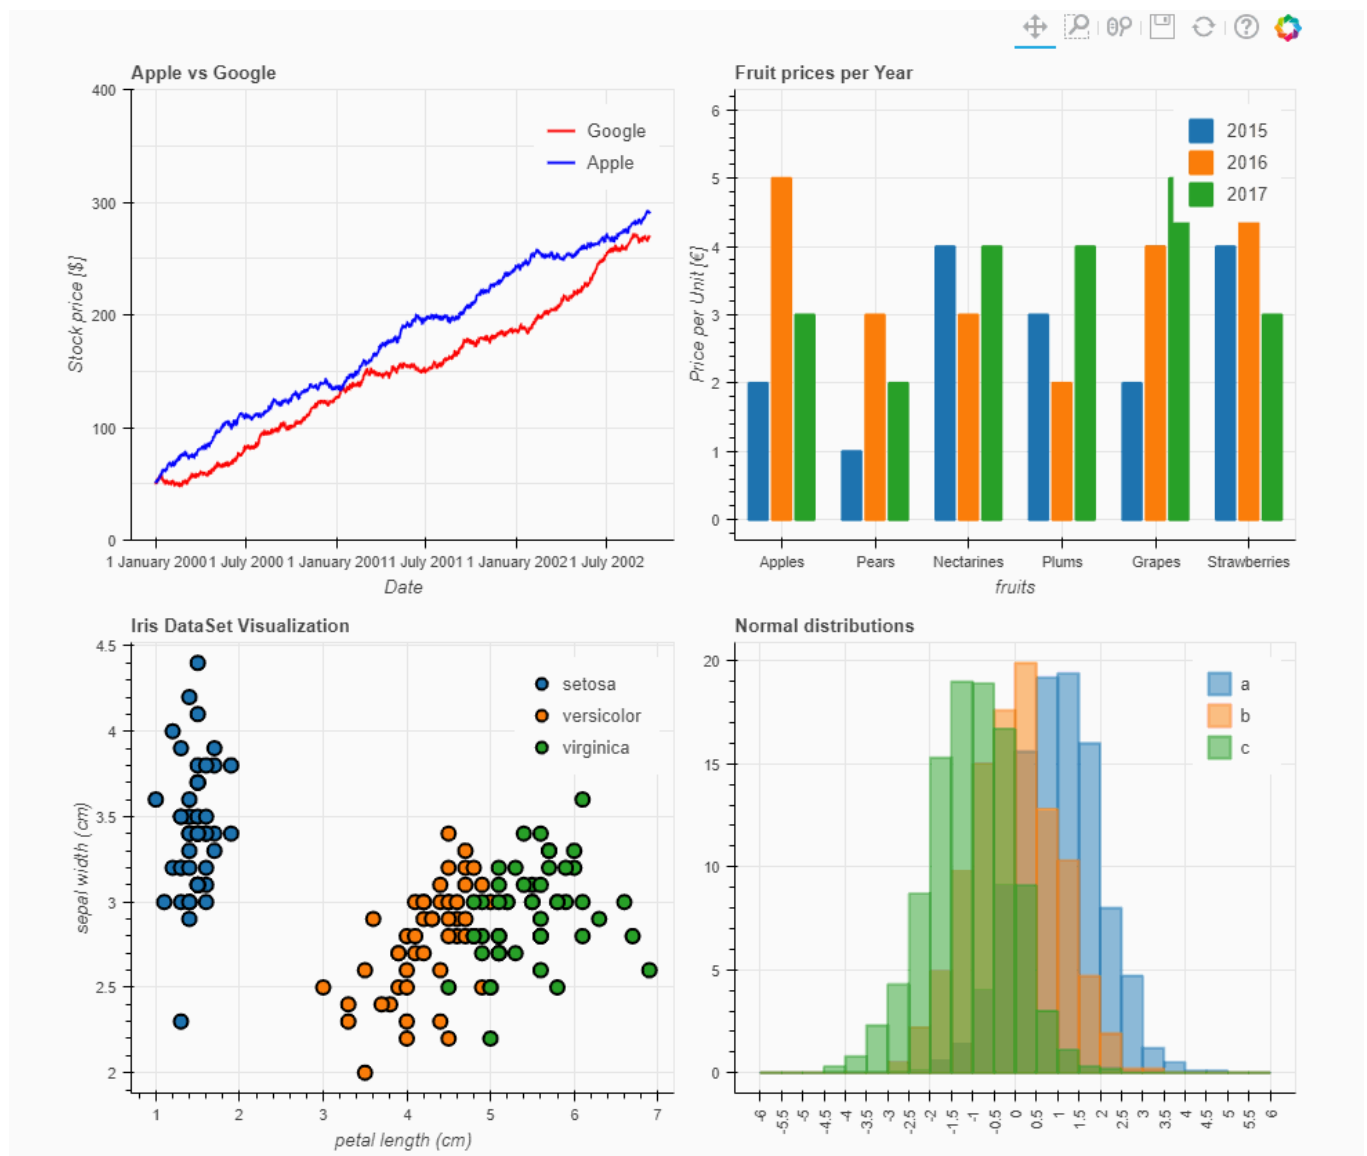 Apple vs Google
400
300
200
100
0
Stock price [$]
Google
Apple
1 January 2000 1 July 2000 1 January 2001 1 July 2001 1 January 2002 1 July 2002
Date
Fruit prices per Year
6
5
4
3
2
1
0
Price per Unit [€]
2015
2016
2017
Apples Pears Nectarines Plums Grapes Strawberries
fruits
Iris DataSet Visualization
4.5
4
3.5
3
2.5
2
sepal width (cm)
setosa
versicolor
virginica
1 2 3 4 5 6 7
petal length (cm)
Normal distributions
20
15
10
5
0
a
b
c
-6 -5.5 -5 -4.5 -4 -3.5 -3 -2.5 -2 -1.5 -1 -0.5 0 0.5 1 1.5 2 2.5 3 3.5 4 4.5 5 5.5 6